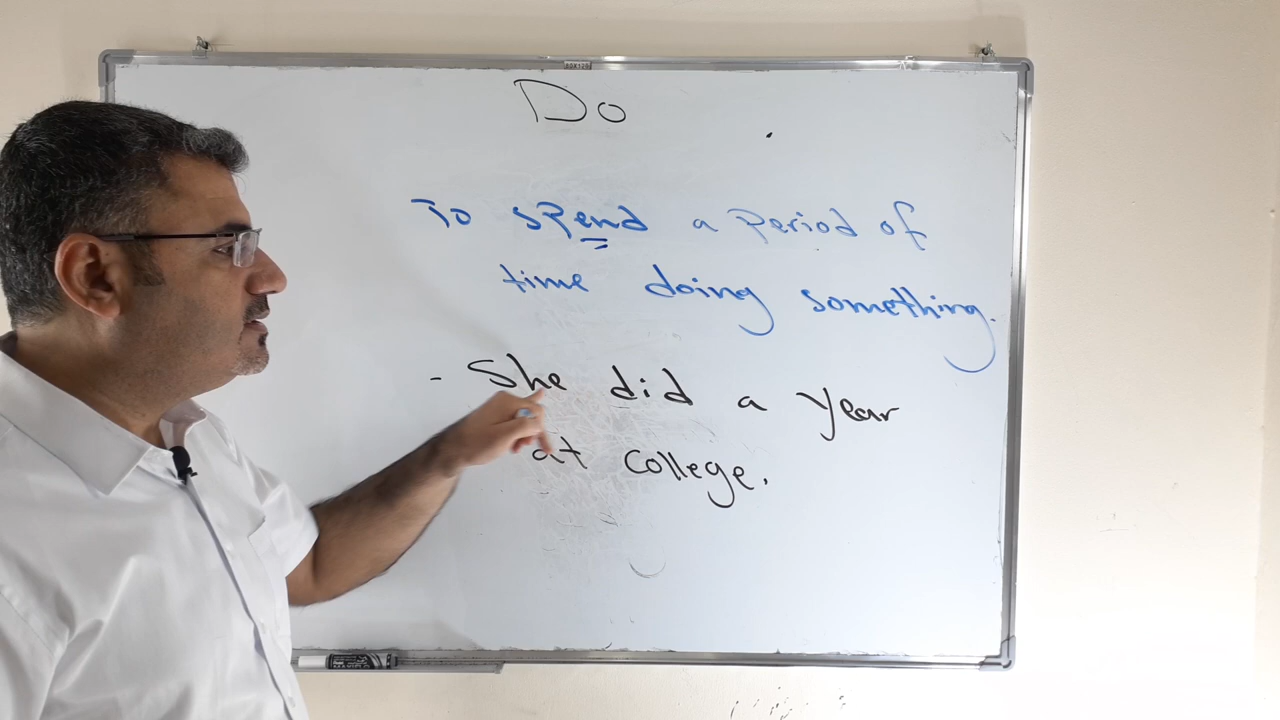 Do
To spend a period of
time doing something.
- She did a year
at college.